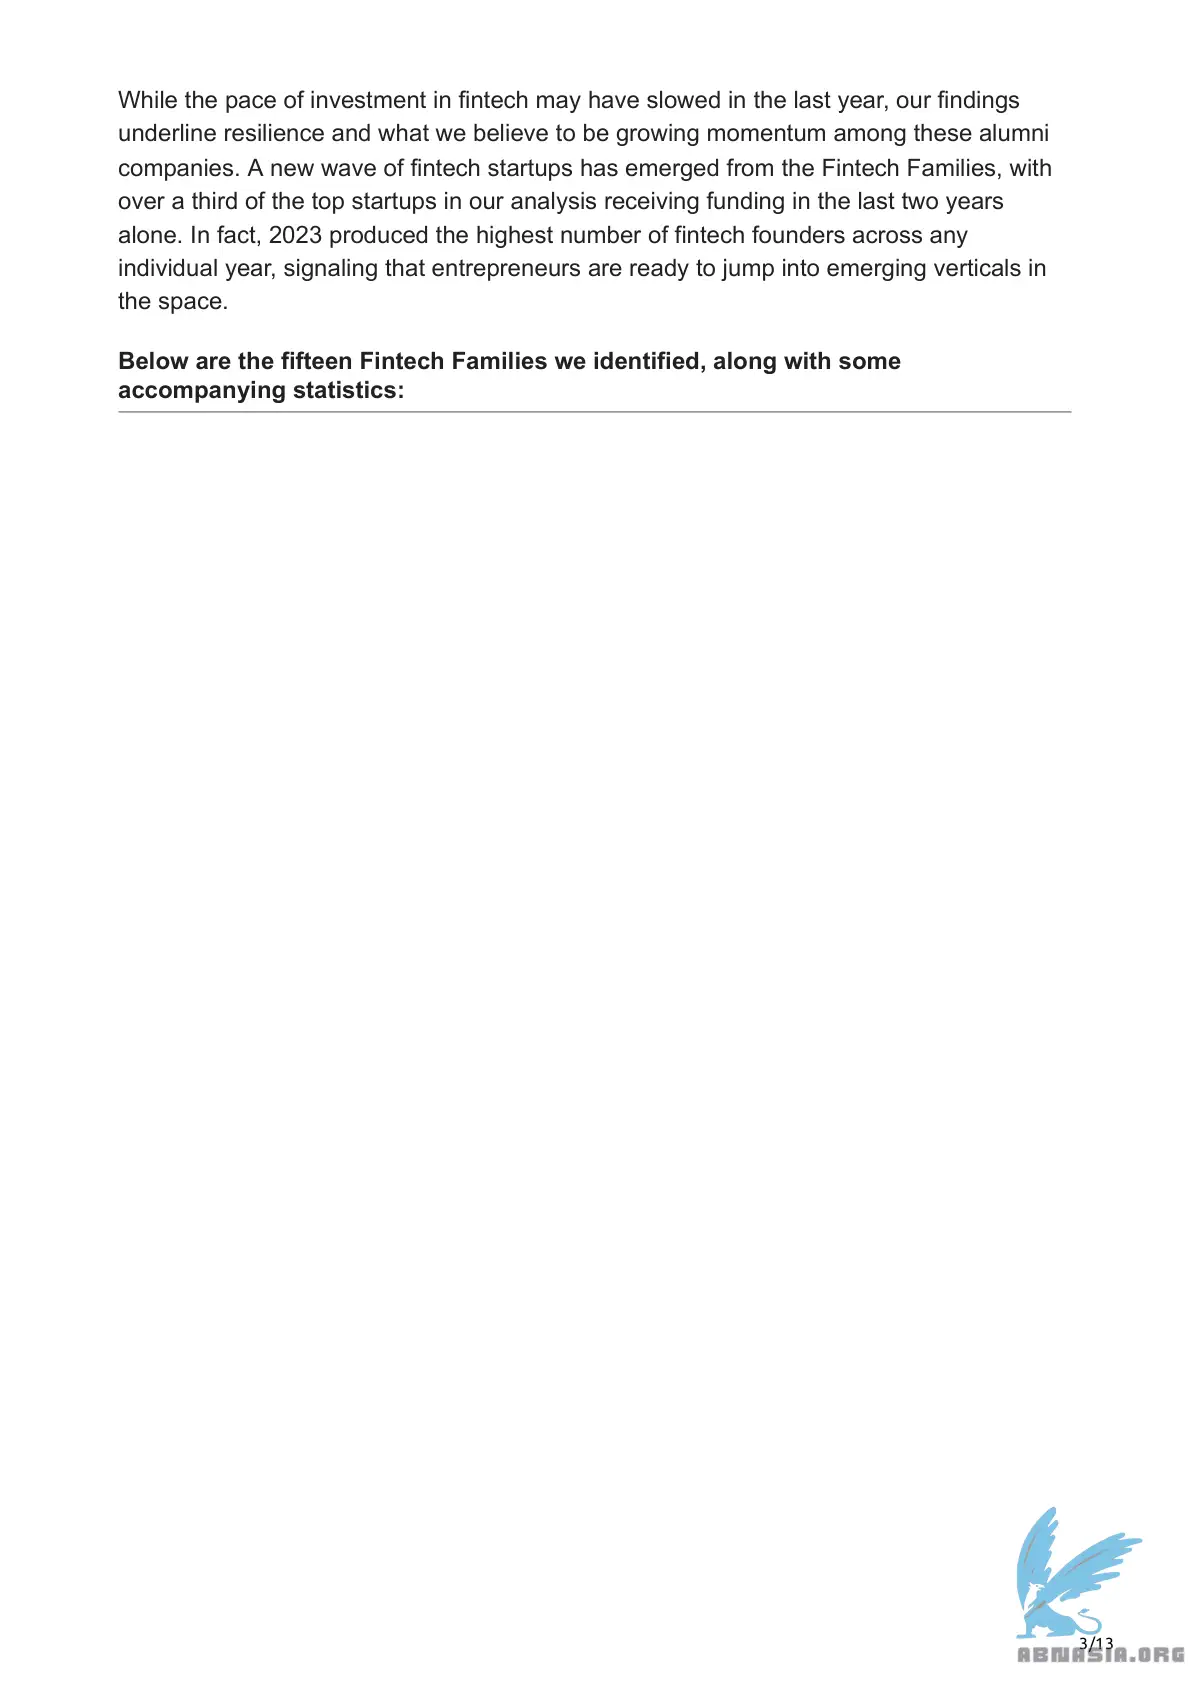 While the pace of investment in fintech may have slowed in the last year, our findings
underline resilience and what we believe to be growing momentum among these alumni
companies. A new wave of fintech startups has emerged from the Fintech Families, with
over a third of the top startups in our analysis receiving funding in the last two years
alone. In fact, 2023 produced the highest number of fintech founders across any
individual year, signaling that entrepreneurs are ready to jump into emerging verticals in
the space.
Below are the fifteen Fintech Families we identified, along with some
accompanying statistics:
3/13
ABNASIA.ORG